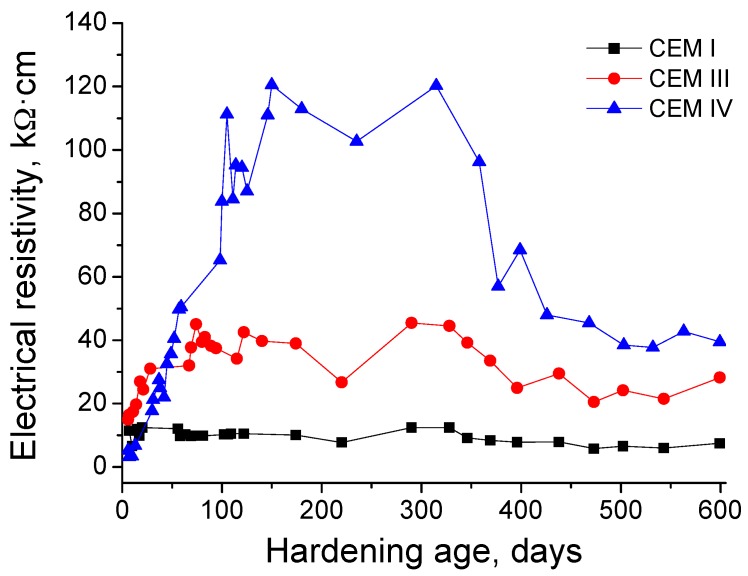 140
120
100
80
60
40
20
0
Electrical resistivity, kΩ·cm
CEM I
CEM III
CEM IV
0 100 200 300 400 500 600
Hardening age, days